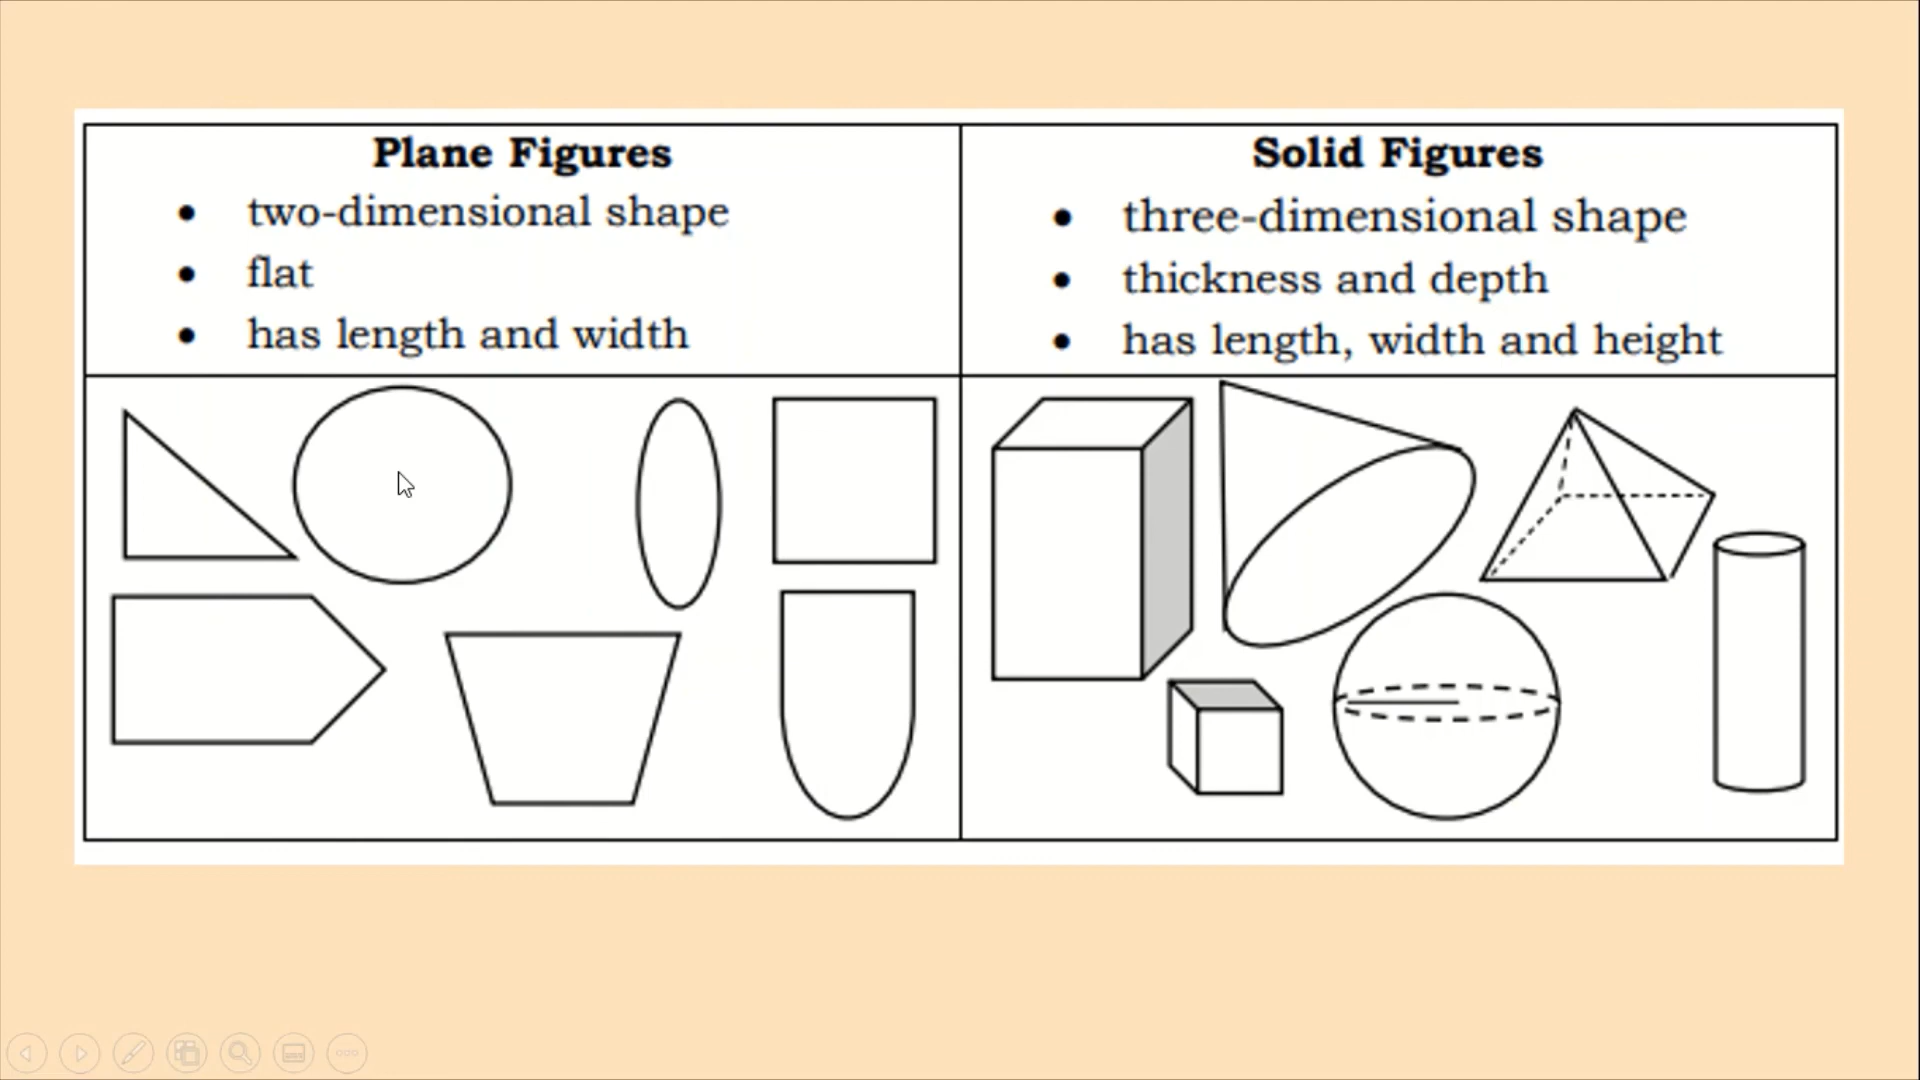 Plane Figures
• two-dimensional shape
• flat
• has length and width
Solid Figures
• three-dimensional shape
• thickness and depth
• has length, width and height